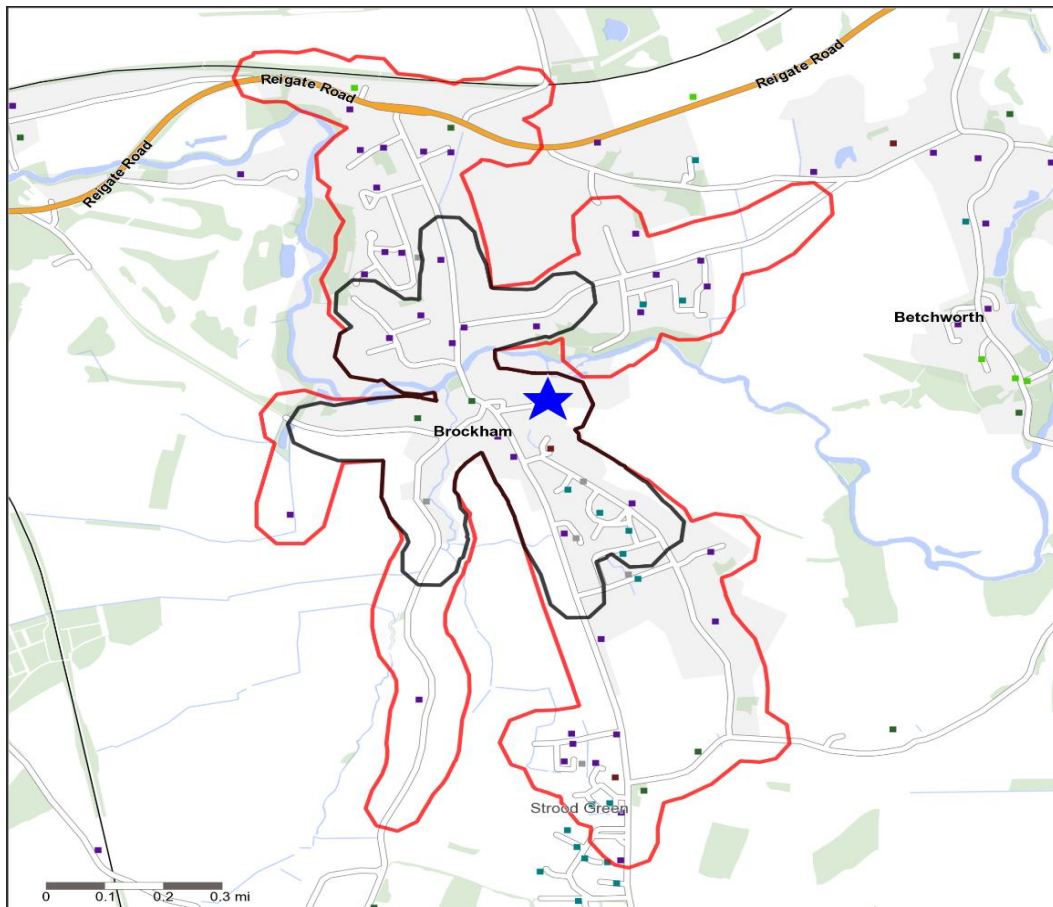 Reigate Road
Reigate Road
Reigate Road
Betchworth
Brockham
Strood Green
0 0.1 0.2 0.3 mi